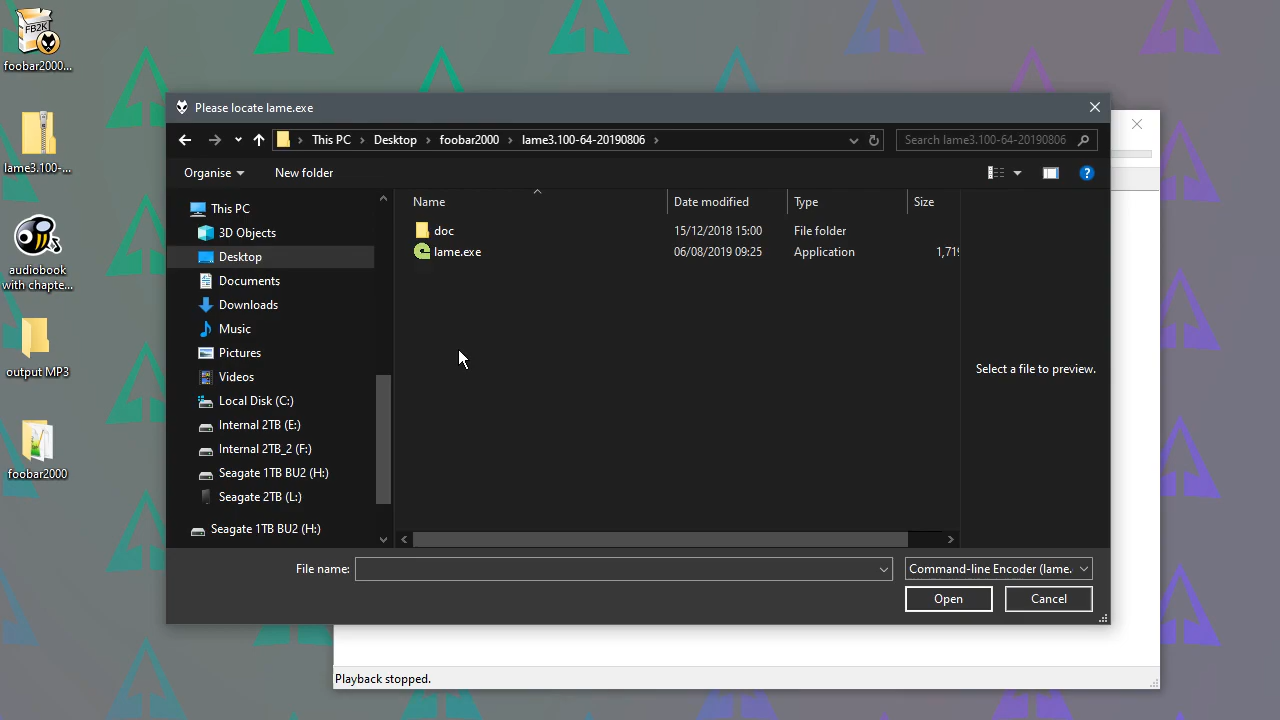 FB2K
foobar2000...
lame3.100-...
audiobook
with chapte...
output MP3
foobar2000
Please locate lame.exe
This PC
Desktop
foobar2000
lame3.100-64-20190806
Search lame3.100-64-20190806
Organise
New folder
?
This PC
3D Objects
Desktop
Documents
Downloads
Music
Pictures
Videos
Local Disk (C:)
Internal 2TB (E:)
Internal 2TB_2 (F:)
Seagate 1TB BU2 (H:)
Seagate 2TB (L:)
Seagate 1TB BU2 (H:)
Name Date modified Type Size
doc 15/12/2018 15:00 File folder
lame.exe 06/08/2019 09:25 Application 1,719
Select a file to preview.
File name:
Command-line Encoder (lame.
Open
Cancel
Playback stopped.